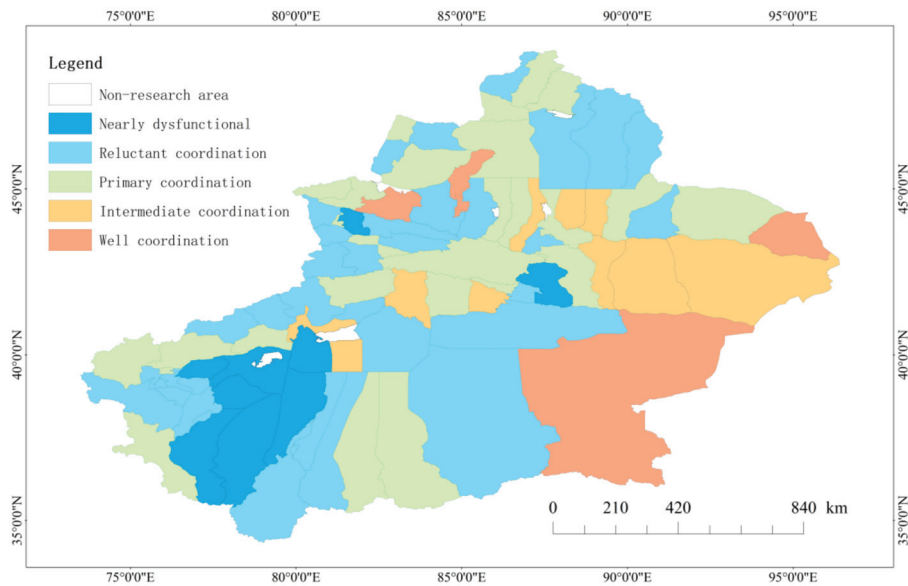 75°0'0"E 80°0'0"E 85°0'0"E 90°0'0"E 95°0'0"E
Legend
Non-research area
Nearly dysfunctional
Reluctant coordination
Primary coordination
Intermediate coordination
Well coordination
45°0'0"N 45°0'0"N
40°0'0"N 40°0'0"N
35°0'0"N 35°0'0"N
0 210 420 840 km
75°0'0"E 80°0'0"E 85°0'0"E 90°0'0"E 95°0'0"E